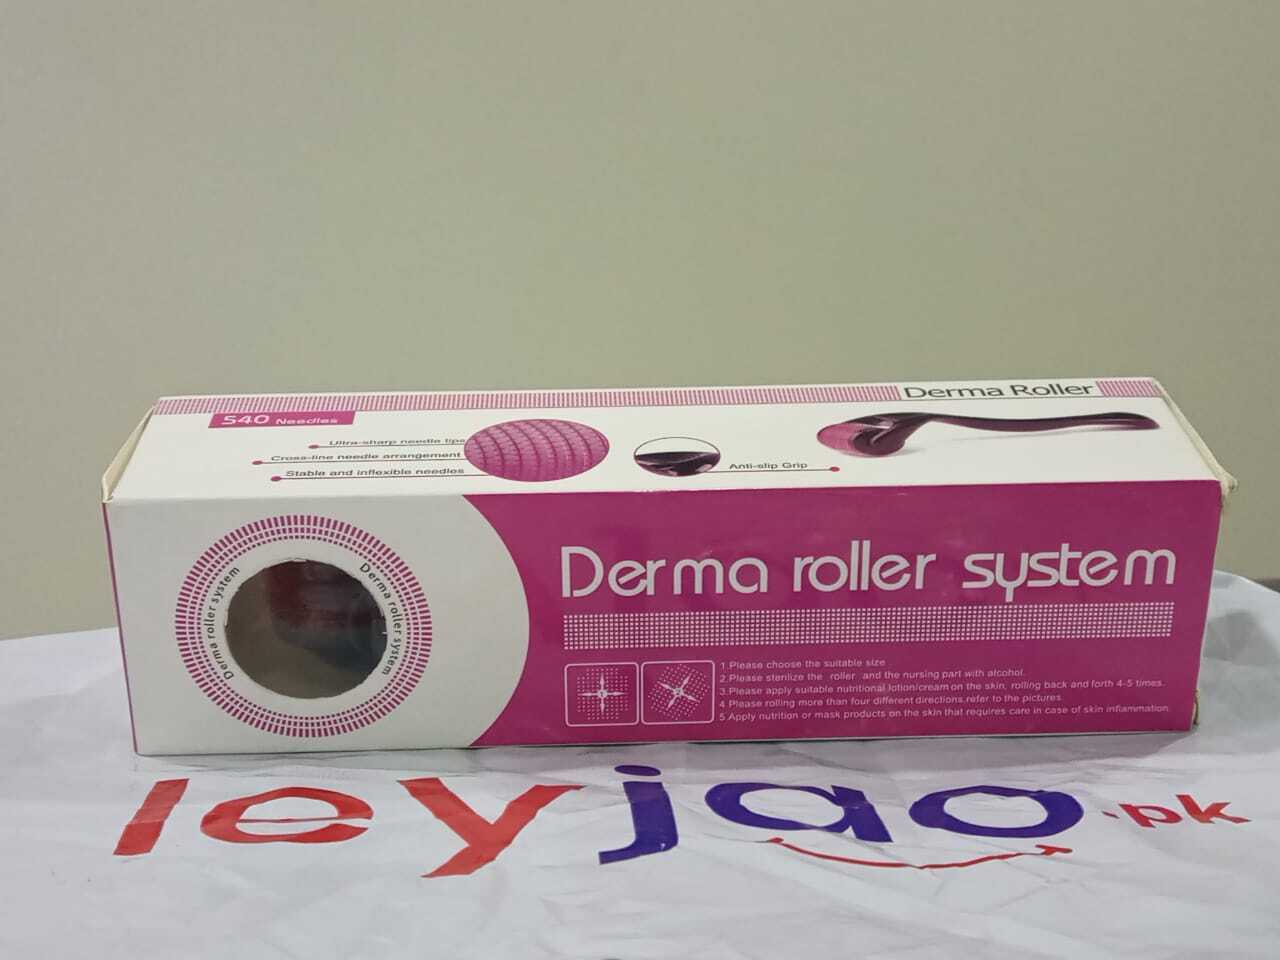 Derma Roller
540 Needles
Ultra-sharp needle tips
Cross-line needle arrangement
Stable and inflexible needles
Anti-slip Grip
Derma roller system
Derma roller system
Derma roller system
1.Please choose the suitable size
2.Please sterilize the roller and the nursing part with alcohol.
3.Please apply suitable nutritional lotion/cream on the skin, rolling back and forth 4-5 times.
4 Please rolling more than four different directions,refer to the pictures.
5 Apply nutrition or mask products on the skin that requires care in case of skin inflammation.
leyjao.pk